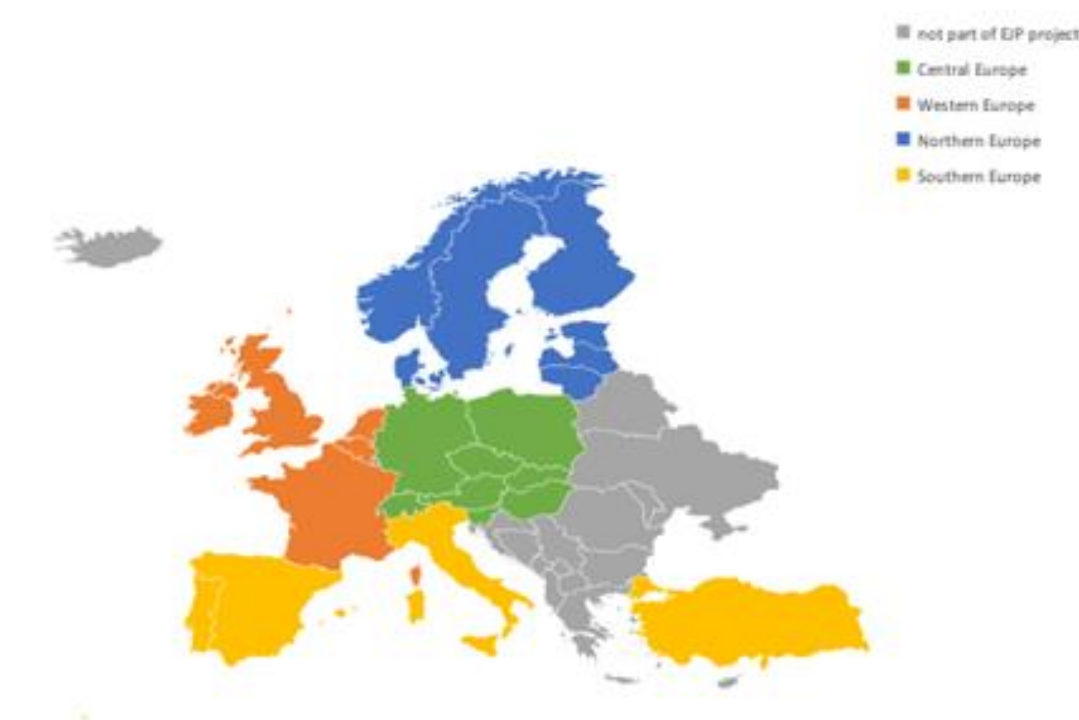 not part of EJP project
Central Europe
Western Europe
Northern Europe
Southern Europe